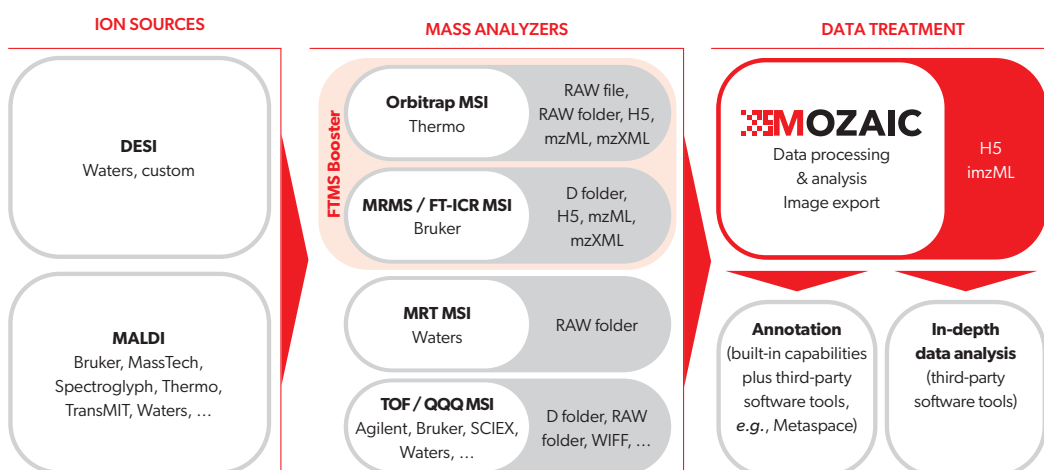 ION SOURCES
DESI
Waters, custom
MALDI
Bruker, MassTech,
Spectroglyph, Thermo,
TransMIT, Waters, …
MASS ANALYZERS
FTMS Booster
Orbitrap MSI
Thermo
RAW file,
RAW folder, H5,
mzML, mzXML
MRMS / FT-ICR MSI
Bruker
D folder,
H5, mzML,
mzXML
MRT MSI
Waters
RAW folder
TOF / QQQ MSI
Agilent, Bruker, SCIEX,
Waters, …
D folder, RAW
folder, WIFF, …
DATA TREATMENT
MOZAIC
Data processing
& analysis
Image export
H5
imzML
Annotation
(built-in capabilities
plus third-party
software tools,
e.g., Metaspace)
In-depth
data analysis
(third-party
software tools)